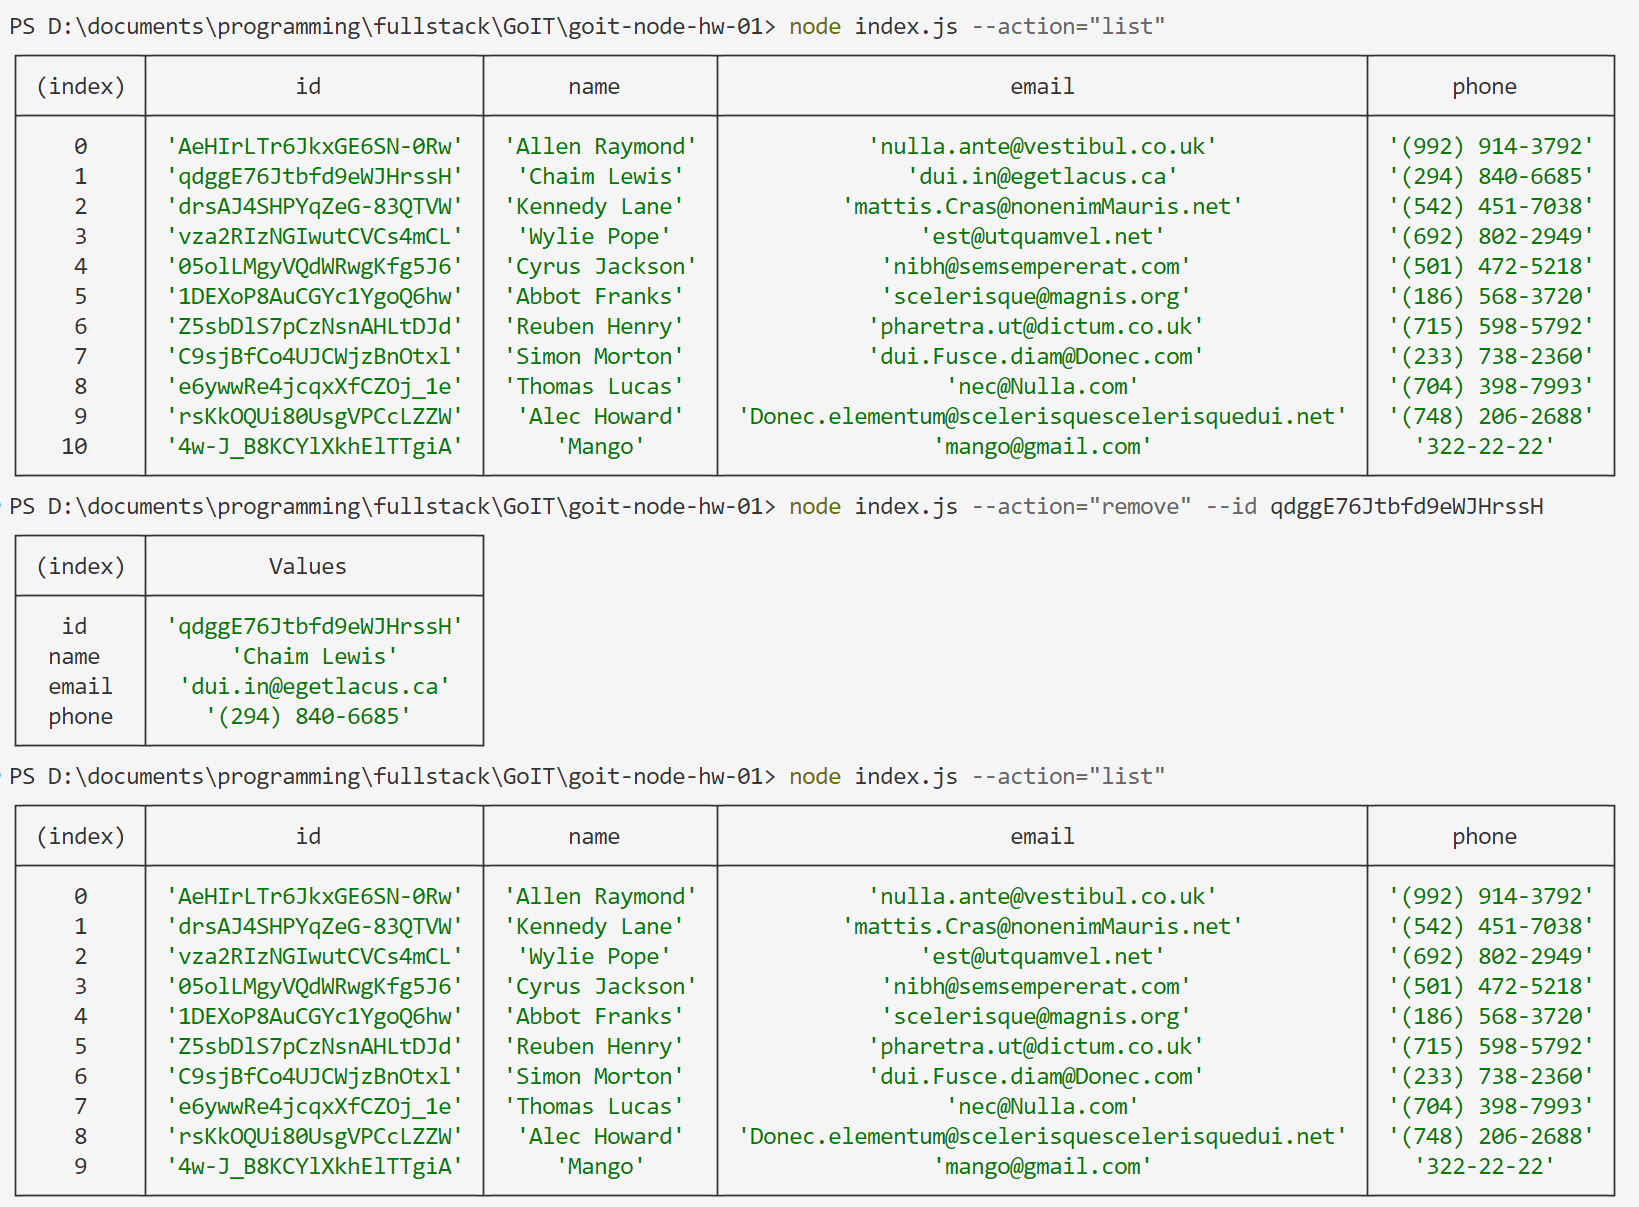 PS D:\documents\programming\fullstack\GoIT\goit-node-hw-01> node index.js --action="list"
(index) id name email phone
0 'AeHIrLTr6JkxGE6SN-0Rw' 'Allen Raymond' 'nulla.ante@vestibul.co.uk' '(992) 914-3792'
1 'qdggE76Jtbfd9eWJHrssH' 'Chaim Lewis' 'dui.in@egetlacus.ca' '(294) 840-6685'
2 'drsAJ4SHPYqZeG-83QTVW' 'Kennedy Lane' 'mattis.Cras@nonenimMauris.net' '(542) 451-7038'
3 'vza2RIzNGIwutCVCs4mCL' 'Wylie Pope' 'est@utquamvel.net' '(692) 802-2949'
4 '05olLMgyVQdWRwgKfg5J6' 'Cyrus Jackson' 'nibh@semsempererat.com' '(501) 472-5218'
5 '1DEXoP8AuCGYc1YgoQ6hw' 'Abbot Franks' 'scelerisque@magnis.org' '(186) 568-3720'
6 'Z5sbDlS7pCzNsnAHLtDJd' 'Reuben Henry' 'pharetra.ut@dictum.co.uk' '(715) 598-5792'
7 'C9sjBfCo4UJCWjzBnOtxl' 'Simon Morton' 'dui.Fusce.diam@Donec.com' '(233) 738-2360'
8 'e6ywwRe4jcqxXfCZOj_1e' 'Thomas Lucas' 'nec@Nulla.com' '(704) 398-7993'
9 'rsKkOQUi80UsgVPCcLZZW' 'Alec Howard' 'Donec.elementum@scelerisquescelerisquedui.net' '(748) 206-2688'
10 '4w-J_B8KCYlXkhElTTgiA' 'Mango' 'mango@gmail.com' '322-22-22'
PS D:\documents\programming\fullstack\GoIT\goit-node-hw-01> node index.js --action="remove" --id qdggE76Jtbfd9eWJHrssH
(index) Values
id 'qdggE76Jtbfd9eWJHrssH'
name 'Chaim Lewis'
email 'dui.in@egetlacus.ca'
phone '(294) 840-6685'
PS D:\documents\programming\fullstack\GoIT\goit-node-hw-01> node index.js --action="list"
(index) id name email phone
0 'AeHIrLTr6JkxGE6SN-0Rw' 'Allen Raymond' 'nulla.ante@vestibul.co.uk' '(992) 914-3792'
1 'drsAJ4SHPYqZeG-83QTVW' 'Kennedy Lane' 'mattis.Cras@nonenimMauris.net' '(542) 451-7038'
2 'vza2RIzNGIwutCVCs4mCL' 'Wylie Pope' 'est@utquamvel.net' '(692) 802-2949'
3 '05olLMgyVQdWRwgKfg5J6' 'Cyrus Jackson' 'nibh@semsempererat.com' '(501) 472-5218'
4 '1DEXoP8AuCGYc1YgoQ6hw' 'Abbot Franks' 'scelerisque@magnis.org' '(186) 568-3720'
5 'Z5sbDlS7pCzNsnAHLtDJd' 'Reuben Henry' 'pharetra.ut@dictum.co.uk' '(715) 598-5792'
6 'C9sjBfCo4UJCWjzBnOtxl' 'Simon Morton' 'dui.Fusce.diam@Donec.com' '(233) 738-2360'
7 'e6ywwRe4jcqxXfCZOj_1e' 'Thomas Lucas' 'nec@Nulla.com' '(704) 398-7993'
8 'rsKkOQUi80UsgVPCcLZZW' 'Alec Howard' 'Donec.elementum@scelerisquescelerisquedui.net' '(748) 206-2688'
9 '4w-J_B8KCYlXkhElTTgiA' 'Mango' 'mango@gmail.com' '322-22-22'